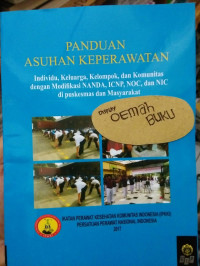 PANDUAN
ASUHAN KEPERAWATAN
Individu, Keluarga, Kelompok, dan Komunitas
dengan Modifikasi NANDA, ICNP, NOC, dan NIC
di puskesmas dan Masyarakat
OEMAH
BUKU
IKATAN PERAWAT KESEHATAN KOMUNITAS INDONESIA (IPKKI)
PERSATUAN PERAWAT NASIONAL INDONESIA
2017